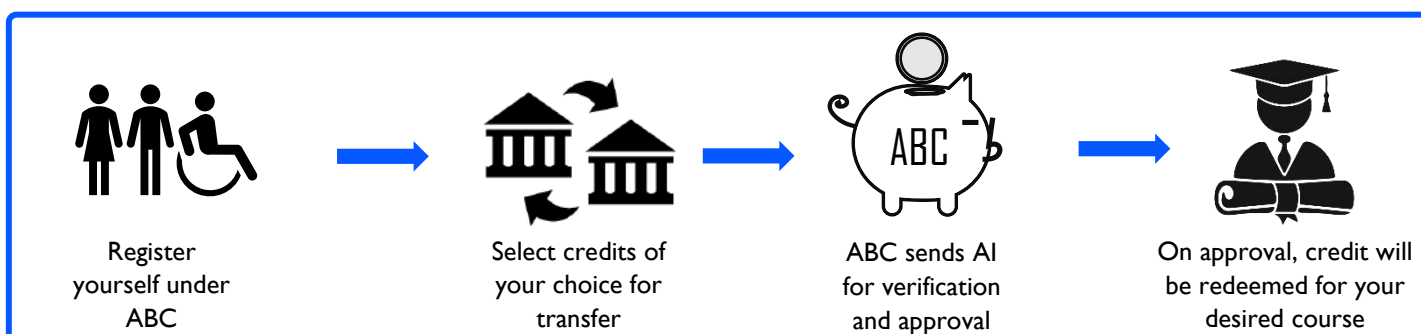 ABC
Register
yourself under
ABC
Select credits of
your choice for
transfer
ABC sends AI
for verification
and approval
On approval, credit will
be redeemed for your
desired course